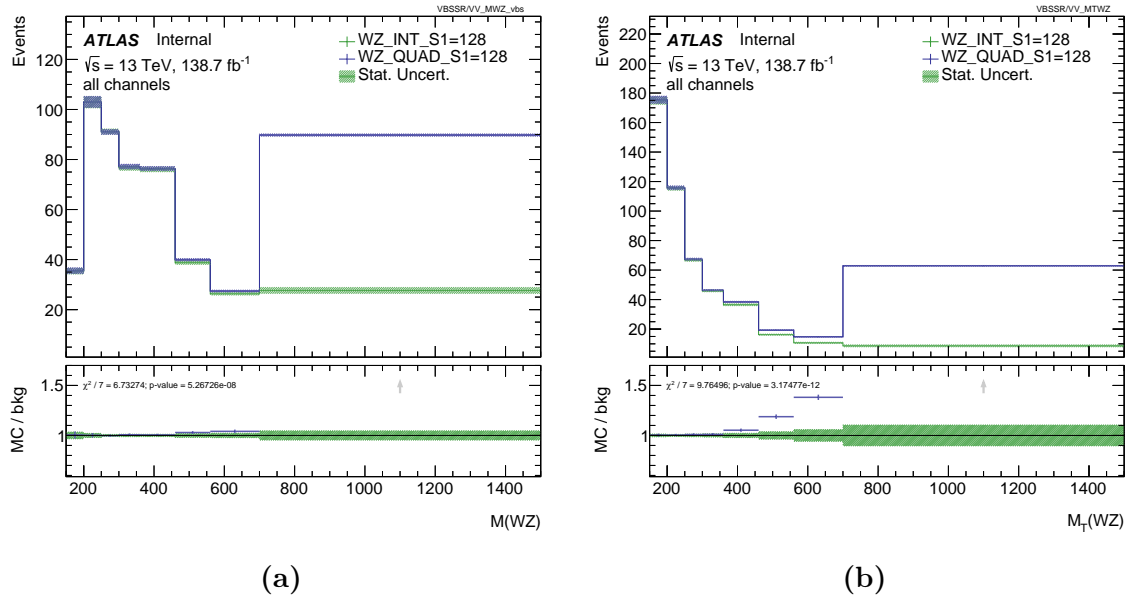 VBSSR/VV_MWZ_vbs
Events
ATLAS Internal
√s = 13 TeV, 138.7 fb-1
all channels
WZ_INT_S1=128
WZ_QUAD_S1=128
Stat. Uncert.
120
100
80
60
40
20
MC / bkg
χ2 / 7 = 6.73274; p-value = 5.26726e-08
1.5
1
200 400 600 800 1000 1200 1400
M(WZ)
(a)
VBSSR/VV_MTWZ
Events
ATLAS Internal
√s = 13 TeV, 138.7 fb-1
all channels
WZ_INT_S1=128
WZ_QUAD_S1=128
Stat. Uncert.
220
200
180
160
140
120
100
80
60
40
20
MC / bkg
χ2 / 7 = 9.76496; p-value = 3.17477e-12
1.5
1
200 400 600 800 1000 1200 1400
MT(WZ)
(b)